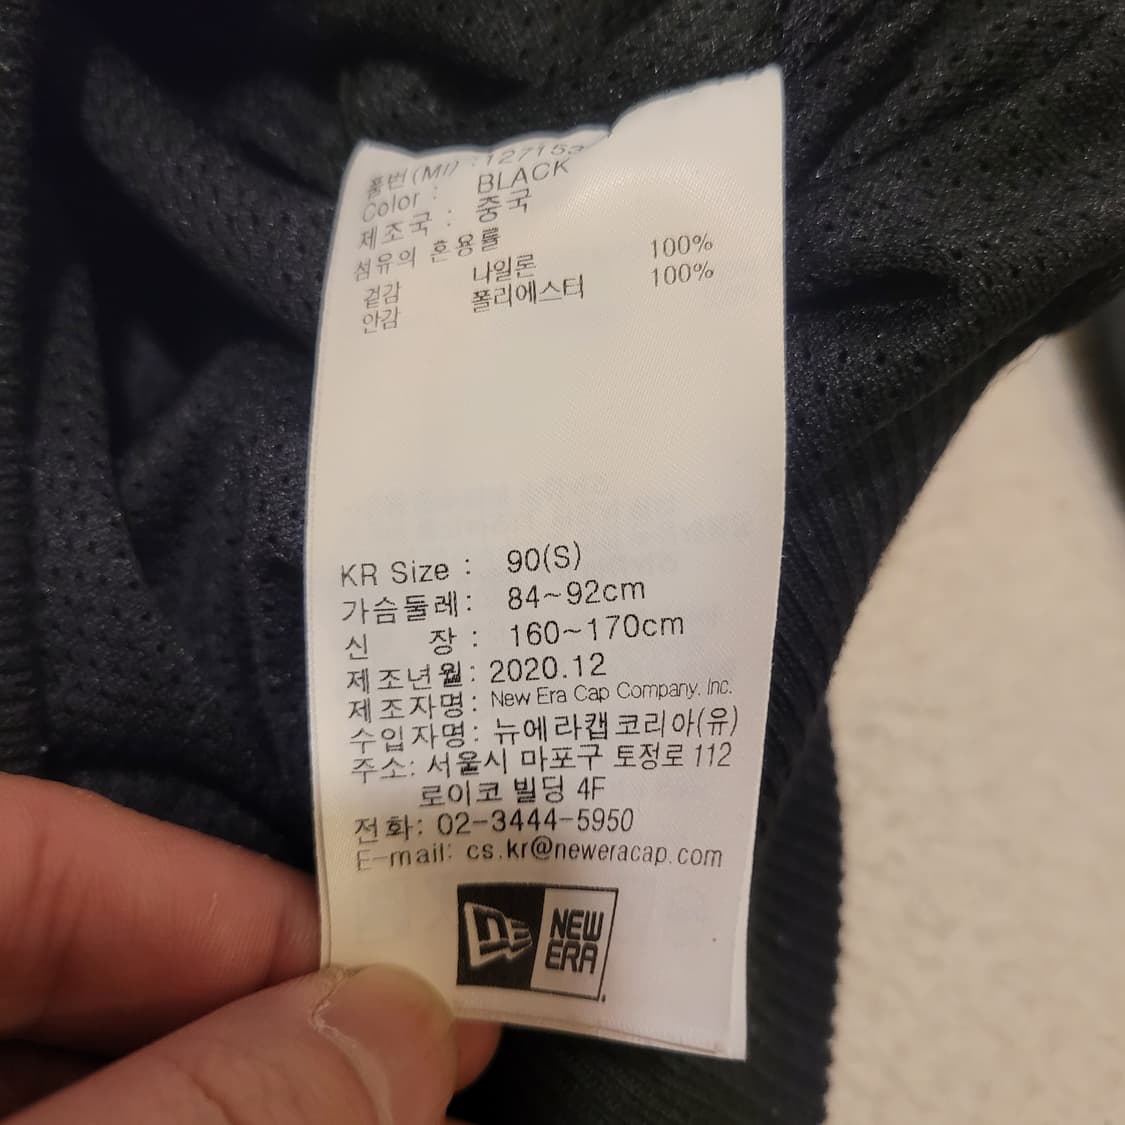 품번(MI) : 127153
Color : BLACK
제조국 : 중국
섬유의 혼용률
겉감 나일론 100%
안감 폴리에스터 100%
KR Size : 90(S)
가슴둘레: 84~92cm
신 장 : 160~170cm
제조년월: 2020.12
제조자명: New Era Cap Company. Inc.
수입자명: 뉴에라캡코리아(유)
주소: 서울시 마포구 토정로 112
로이코 빌딩 4F
전화: 02-3444-5950
E-mail: cs.kr@neweracap.com
NEW
ERA